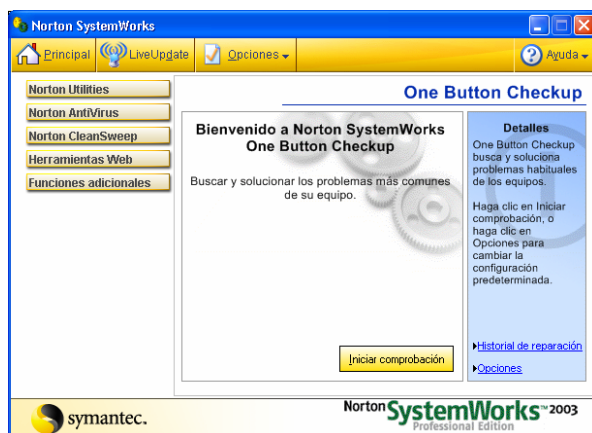 Norton SystemWorks
Principal LiveUpdate Opciones Ayuda
Norton Utilities
Norton AntiVirus
Norton CleanSweep
Herramientas Web
Funciones adicionales
One Button Checkup
Bienvenido a Norton SystemWorks
One Button Checkup
Buscar y solucionar los problemas más comunes
de su equipo.
Iniciar comprobación
Detalles
One Button Checkup
busca y soluciona
problemas habituales
de los equipos.
Haga clic en Iniciar
comprobación, o
haga clic en
Opciones para
cambiar la
configuración
predeterminada.
Historial de reparación
Opciones
symantec.
Norton SystemWorks™ 2003
Professional Edition